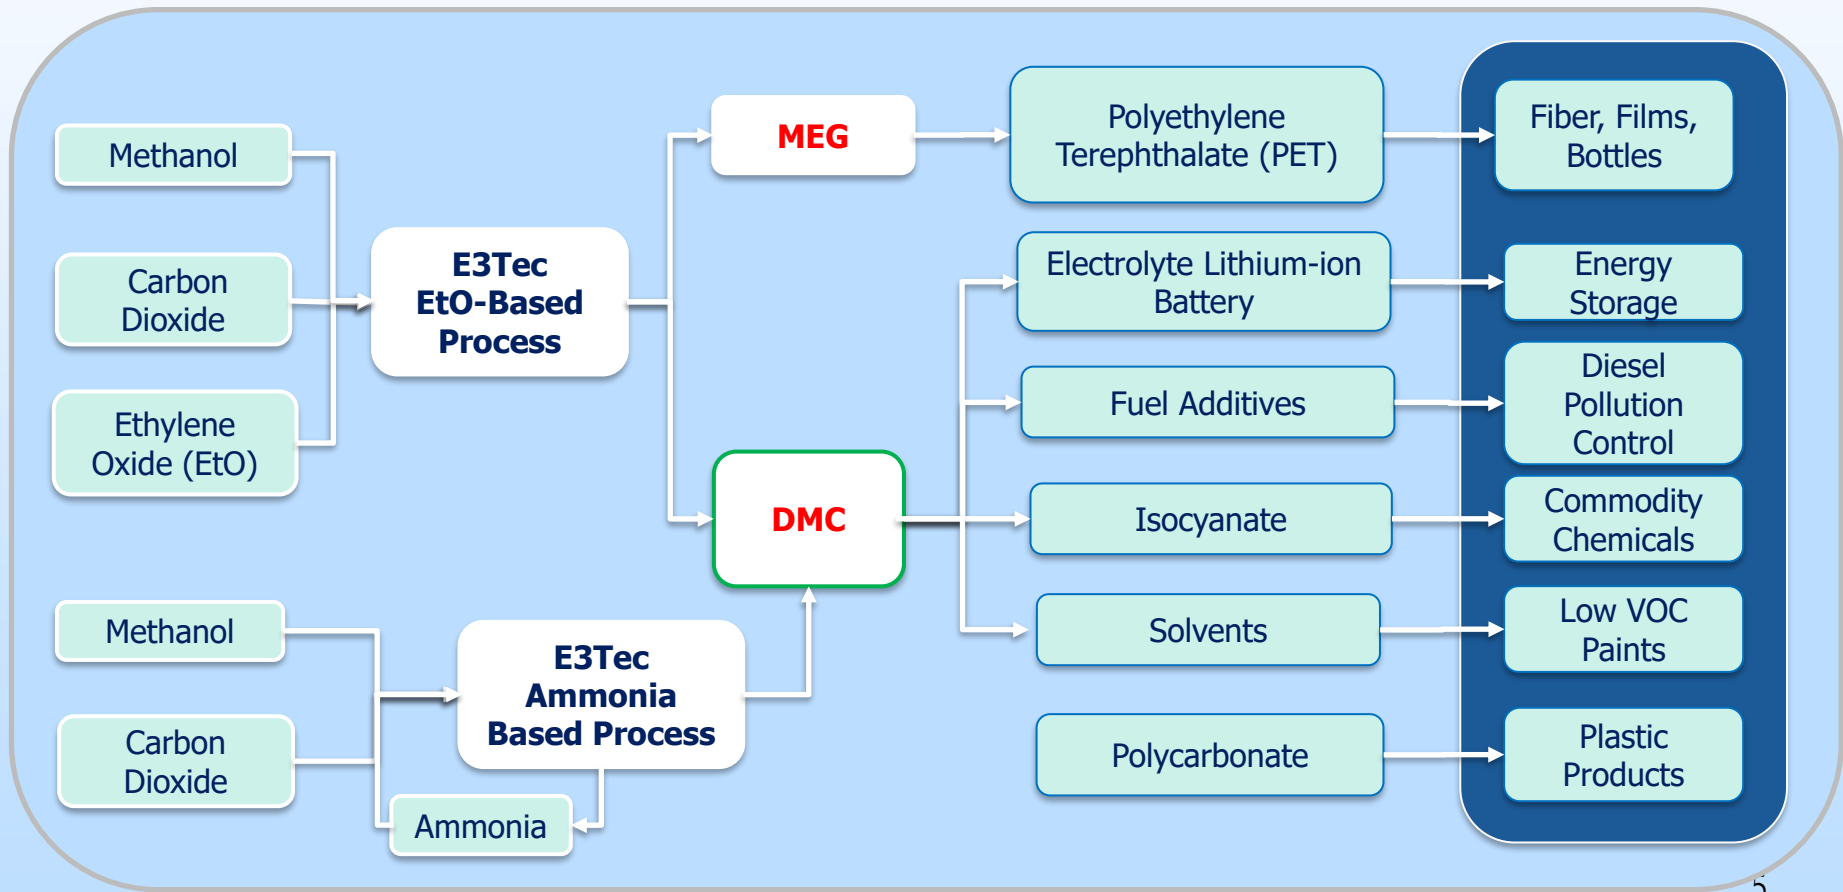 Methanol
Carbon
Dioxide
Ethylene
Oxide (EtO)
E3Tec
EtO-Based
Process
MEG
Polyethylene
Terephthalate (PET)
Fiber, Films,
Bottles
Electrolyte Lithium-ion
Battery
Energy
Storage
Fuel Additives
Diesel
Pollution
Control
DMC
Isocyanate
Commodity
Chemicals
Methanol
Carbon
Dioxide
Ammonia
E3Tec
Ammonia
Based Process
Solvents
Low VOC
Paints
Polycarbonate
Plastic
Products
5